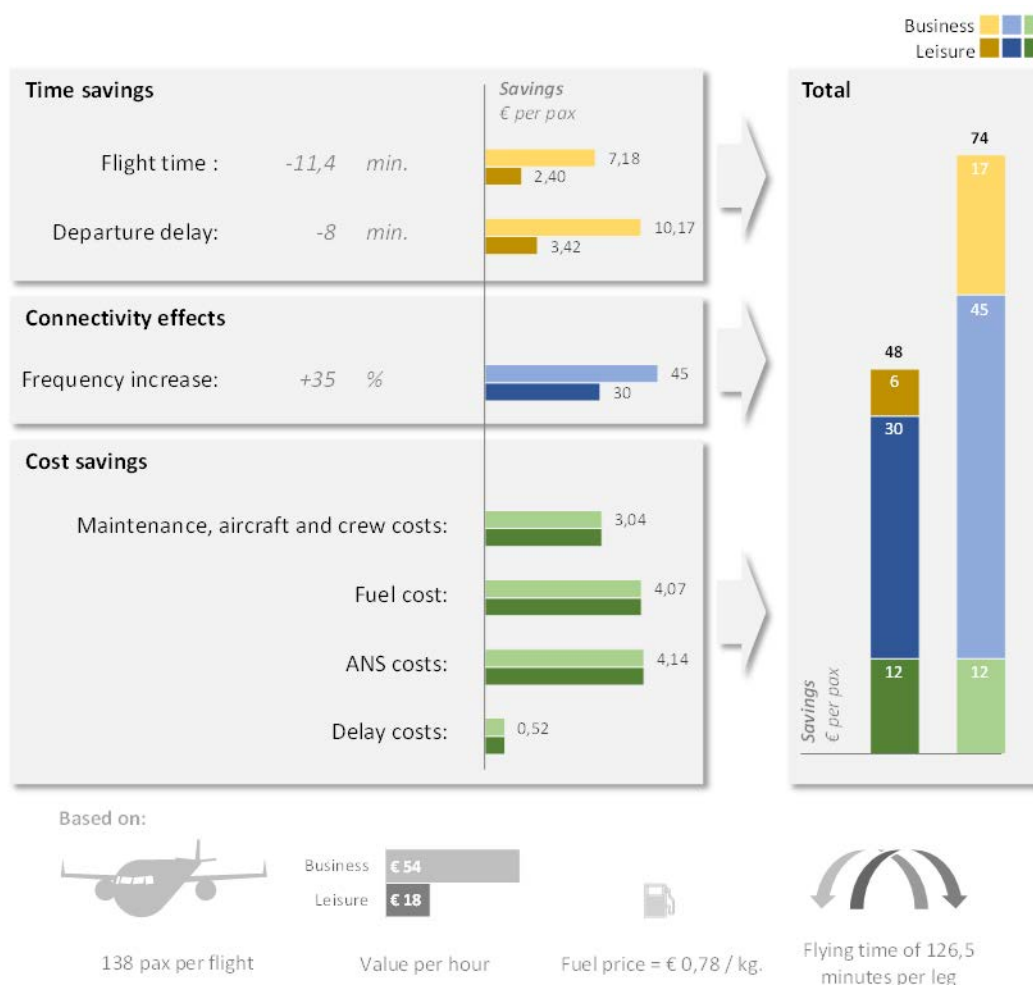 Business
Leisure
Time savings
Savings
€ per pax
Flight time :
-11,4 min.
7,18
2,40
Departure delay:
-8 min.
10,17
3,42
Connectivity effects
Frequency increase:
+35 %
45
30
Cost savings
Maintenance, aircraft and crew costs:
3,04
Fuel cost:
4,07
ANS costs:
4,14
Delay costs:
0,52
Total
74
17
45
48
6
30
12
12
Savings
€ per pax
Based on:
Business € 54
Leisure € 18
138 pax per flight
Value per hour
Fuel price = € 0,78 / kg.
Flying time of 126,5
minutes per leg